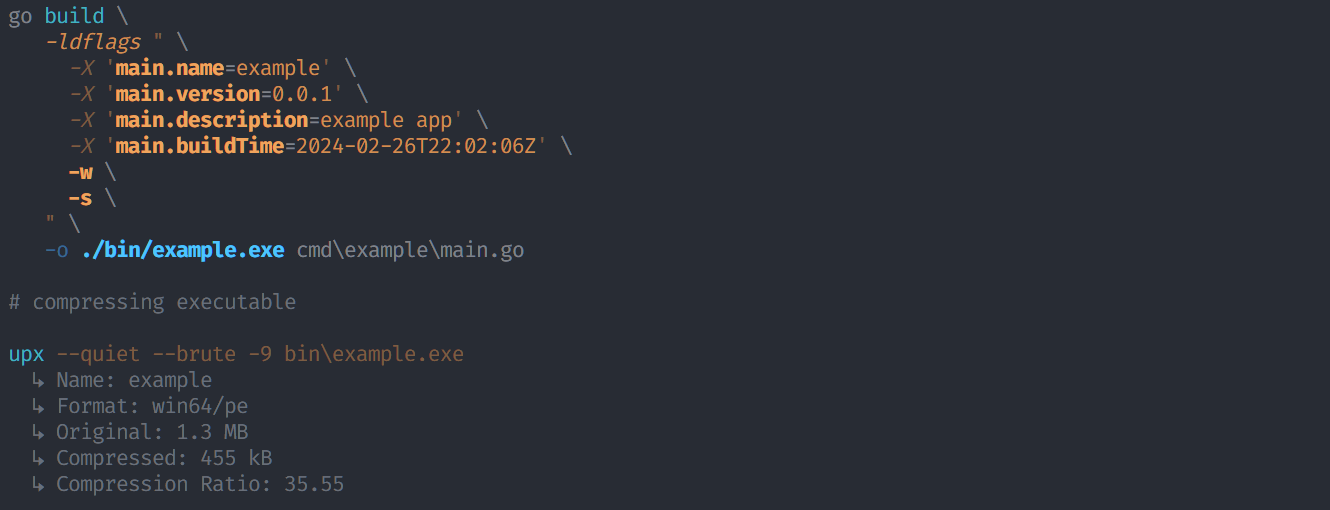 go build \
-ldflags " \
-X 'main.name=example' \
-X 'main.version=0.0.1' \
-X 'main.description=example app' \
-X 'main.buildTime=2024-02-26T22:02:06Z' \
-w \
-s \
" \
-o ./bin/example.exe cmd\example\main.go
# compressing executable
upx --quiet --brute -9 bin\example.exe
↳ Name: example
↳ Format: win64/pe
↳ Original: 1.3 MB
↳ Compressed: 455 kB
↳ Compression Ratio: 35.55